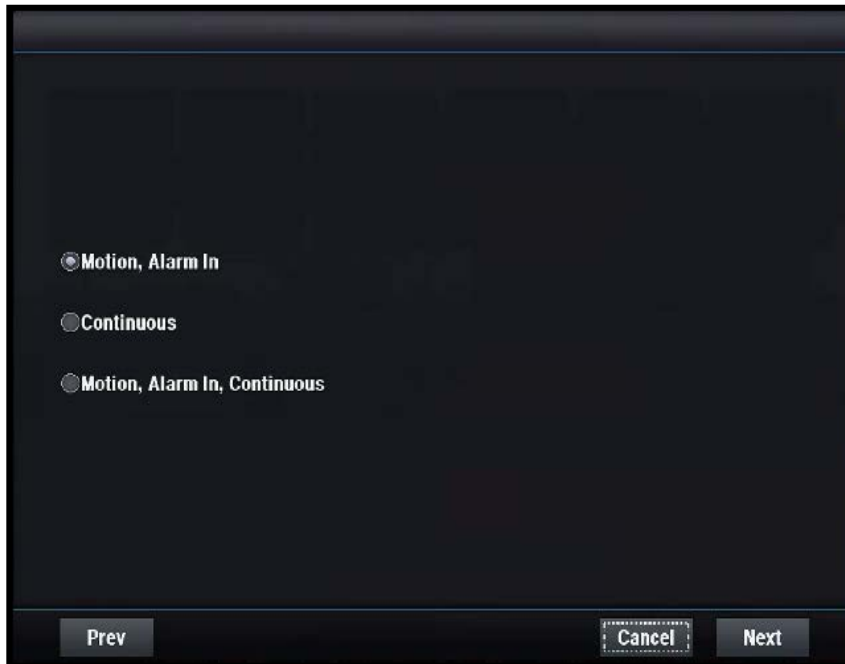 Motion, Alarm In
Continuous
Motion, Alarm In, Continuous
Prev
Cancel
Next